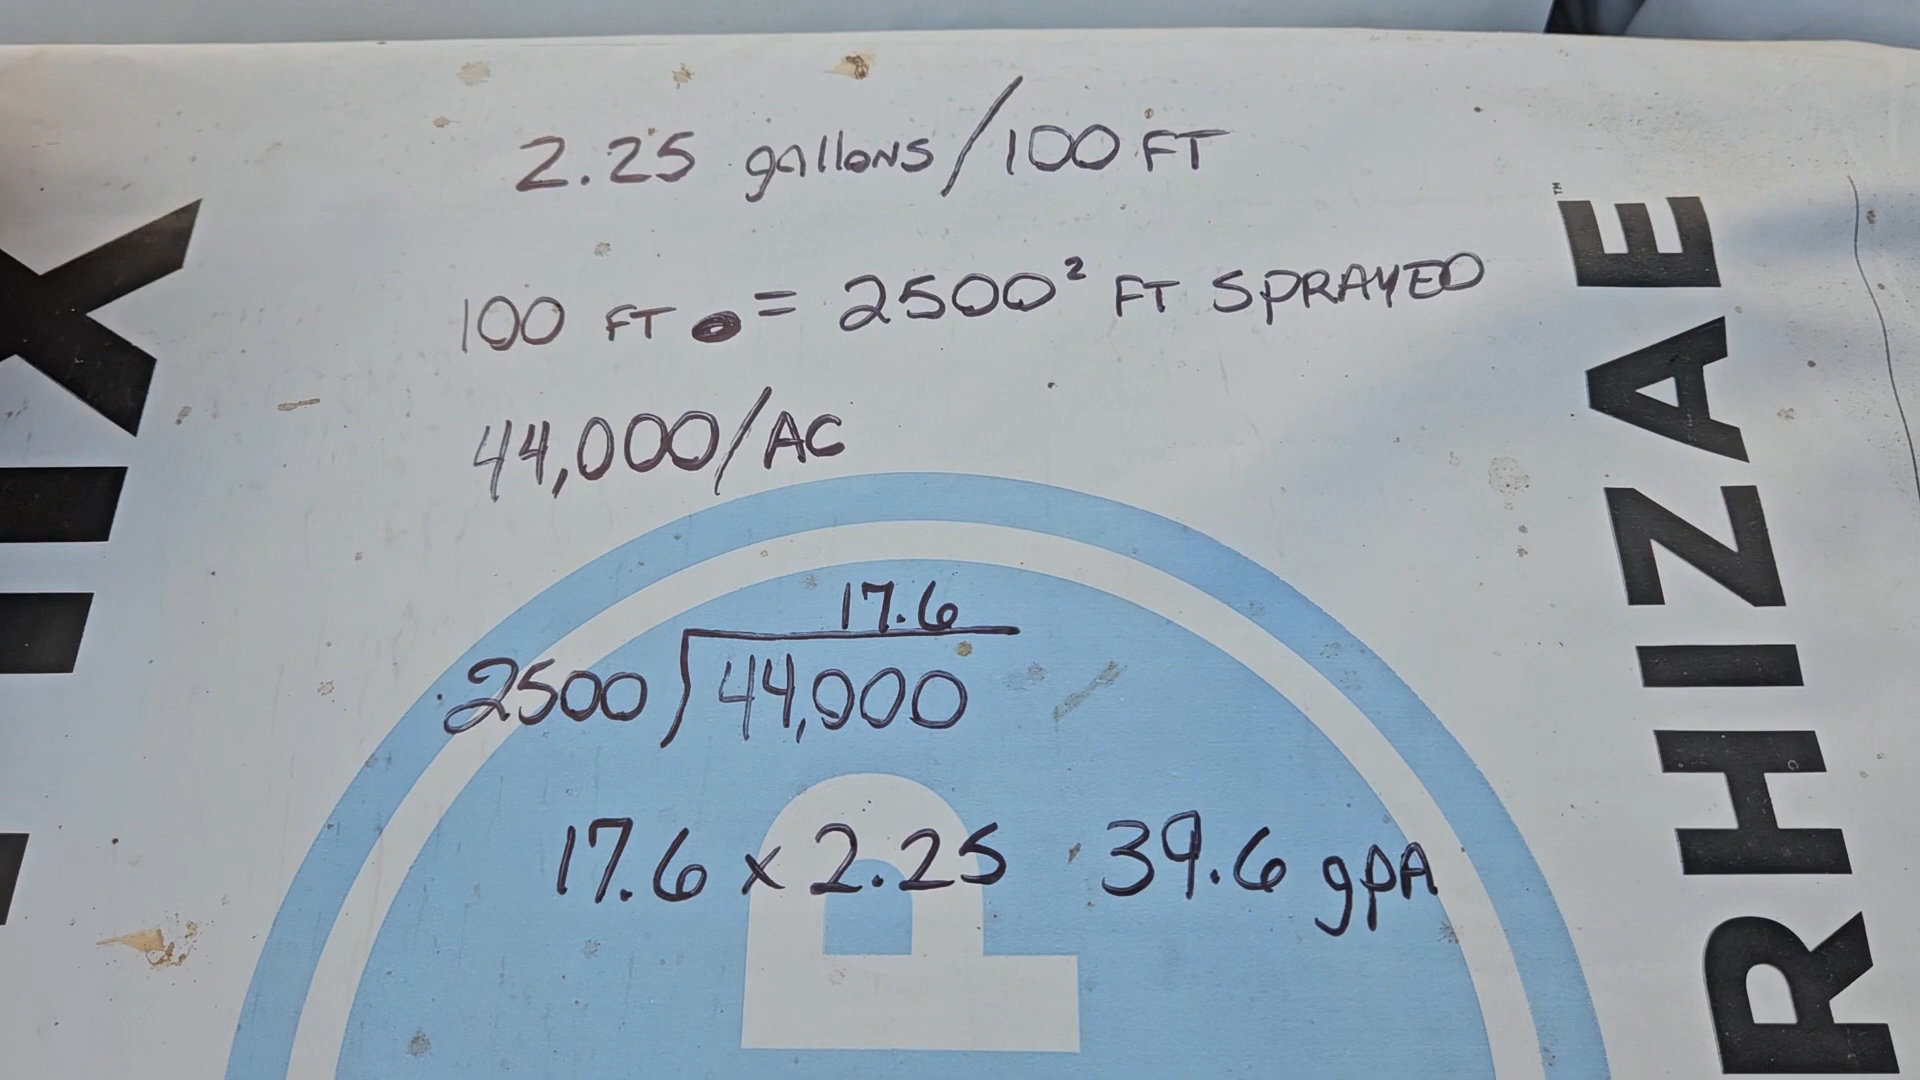 2.25 gallons/100 FT
100 FT = 2500² FT SPRAYED
44,000/AC
17.6
2500 44,000
17.6 x 2.25 39.6 gpA
RHIZAE™
P